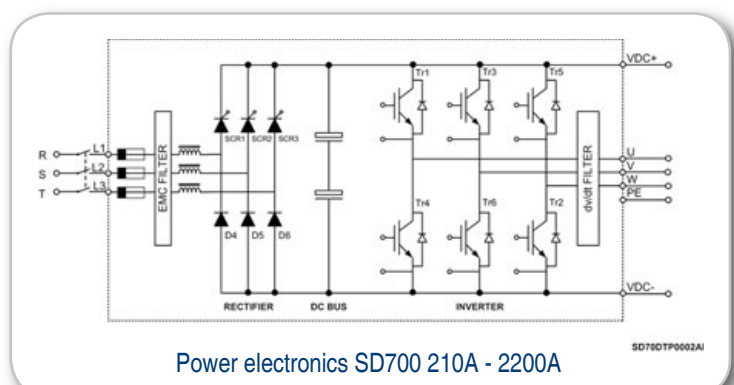 VDC+
Tr1 Tr3 Tr5
SCR1 SCR2 SCR3
R L1
S L2
T L3
EMC FILTER
dv/dt FILTER
U
V
W
PE
Tr4 Tr6 Tr2
D4 D5 D6
VDC-
RECTIFIER DC BUS INVERTER
SD70DTP0002AI
Power electronics SD700 210A - 2200A